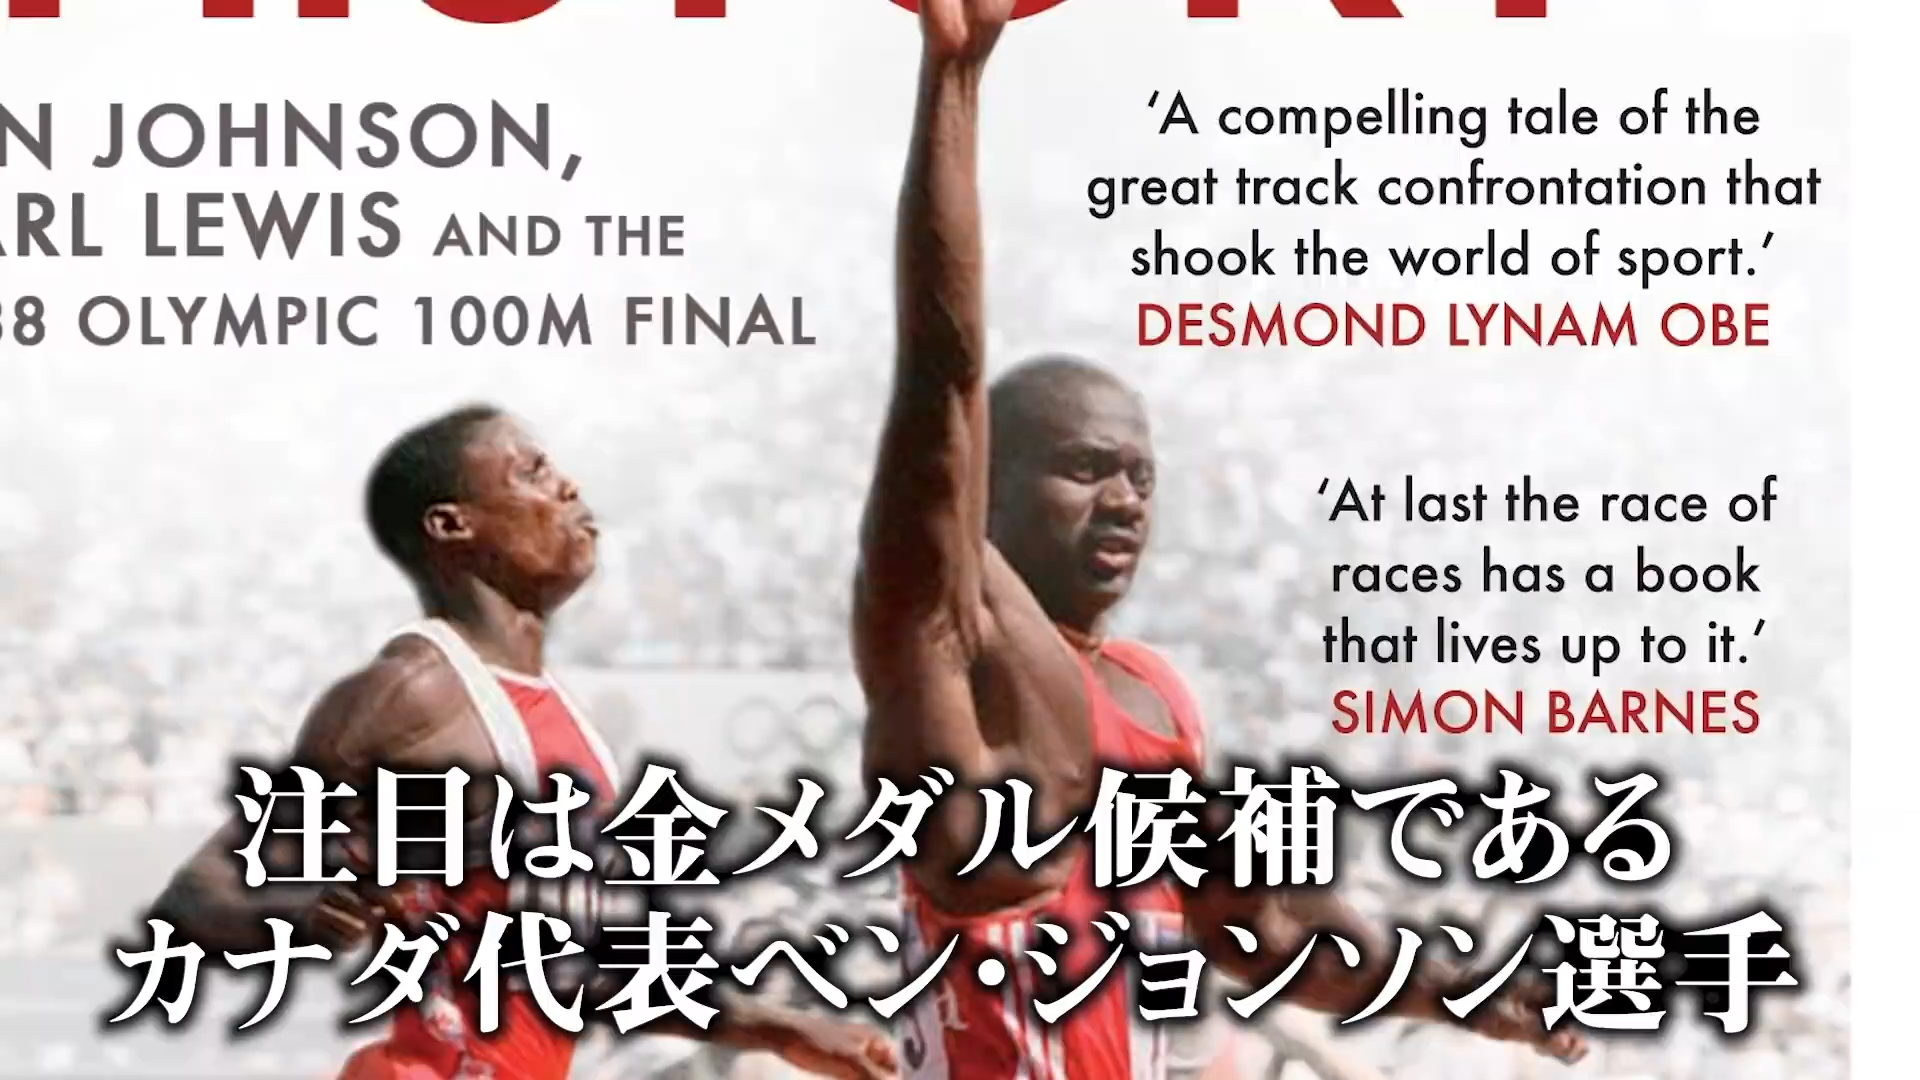 N JOHNSON,
ARL LEWIS AND THE
88 OLYMPIC 100M FINAL
‘A compelling tale of the
great track confrontation that
shook the world of sport.’
DESMOND LYNAM OBE
‘At last the race of
races has a book
that lives up to it.’
SIMON BARNES
注目は金メダル候補である
カナダ代表ベン・ジョンソン選手